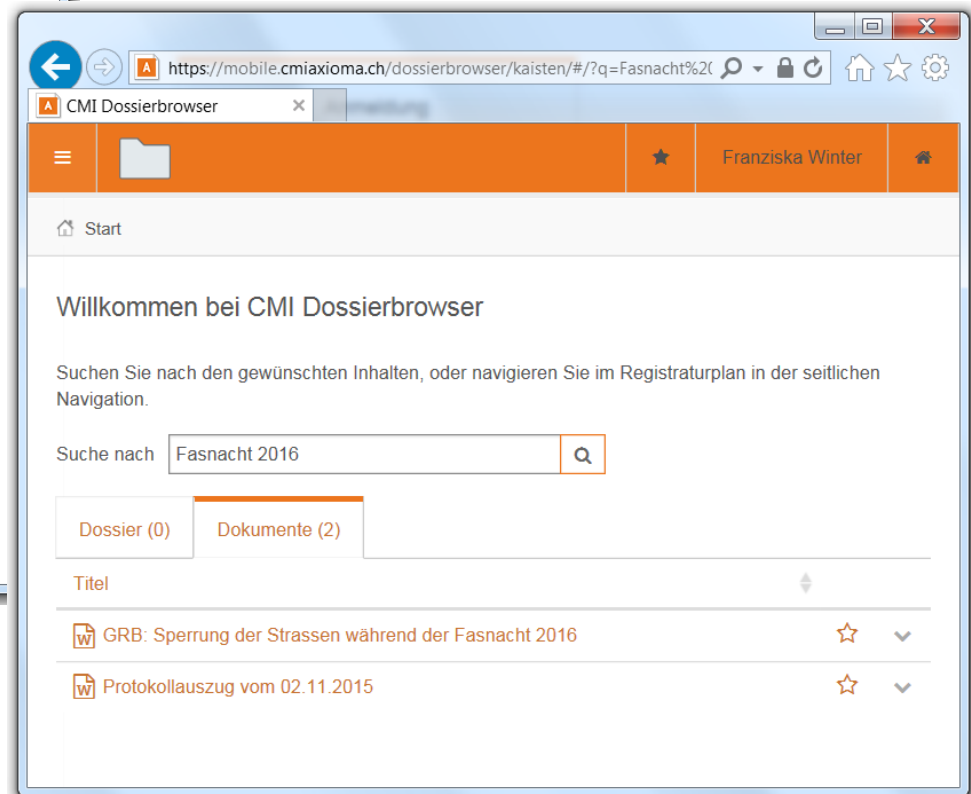 https://mobile.cmiaxioma.ch/dossierbrowser/kaisten/#/?q=Fasnacht%2(
CMI Dossierbrowser
Franziska Winter
Start
Willkommen bei CMI Dossierbrowser
Suchen Sie nach den gewünschten Inhalten, oder navigieren Sie im Registraturplan in der seitlichen
Navigation.
Suche nach Fasnacht 2016
Dossier (0) Dokumente (2)
Titel
GRB: Sperrung der Strassen während der Fasnacht 2016
Protokollauszug vom 02.11.2015